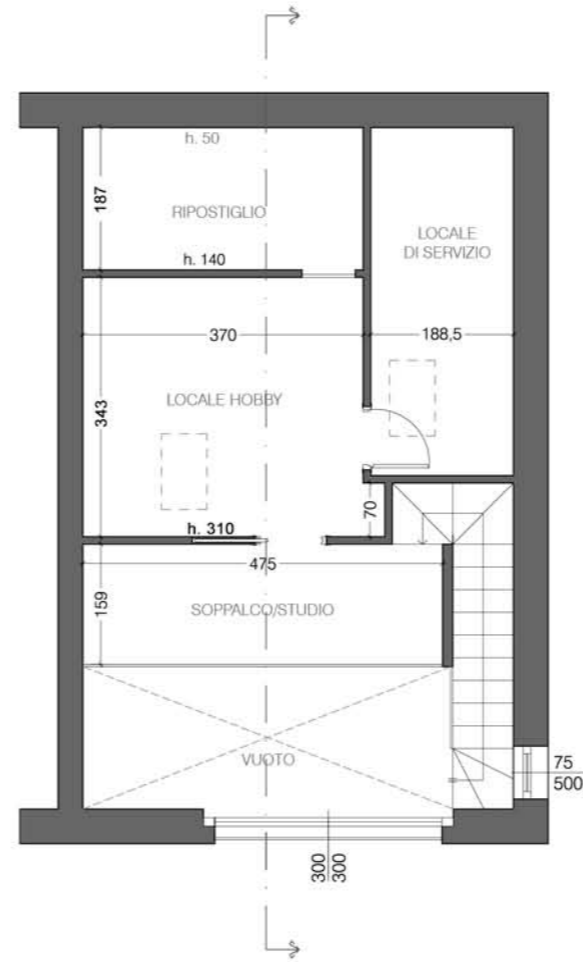 h. 50
187
RIPOSTIGLIO
LOCALE
DI SERVIZIO
h. 140
370
188,5
343
LOCALE HOBBY
h. 310
70
475
159
SOPPALCO/STUDIO
VUOTO
75
500
300
300